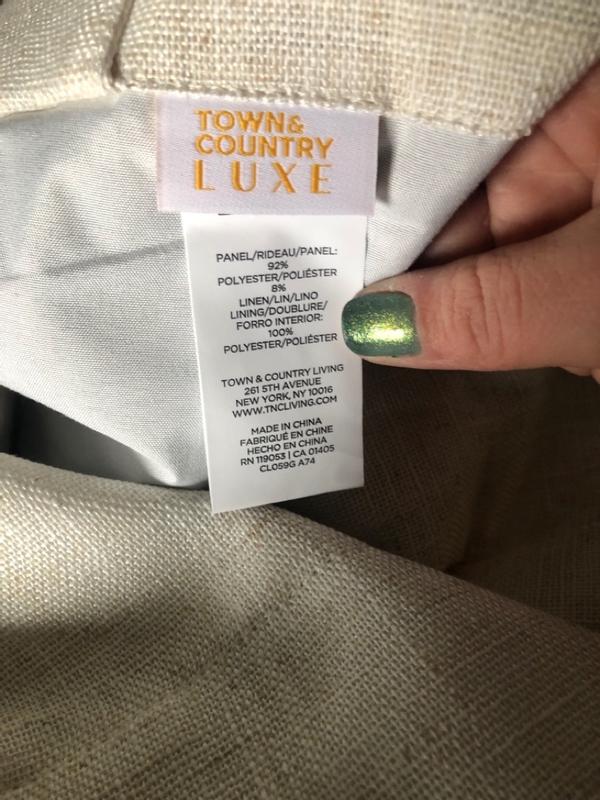 TOWN&
COUNTRY
LUXE
PANEL/RIDEAU/PANEL:
92%
POLYESTER/POLIÉSTER
8%
LINEN/LIN/LINO
LINING/DOUBLURE/
FORRO INTERIOR:
100%
POLYESTER/POLIÉSTER
TOWN & COUNTRY LIVING
261 5TH AVENUE
NEW YORK, NY 10016
WWW.TNCLIVING.COM
MADE IN CHINA
FABRIQUÉ EN CHINE
HECHO EN CHINA
RN 119053 | CA 01405
CL059G A74